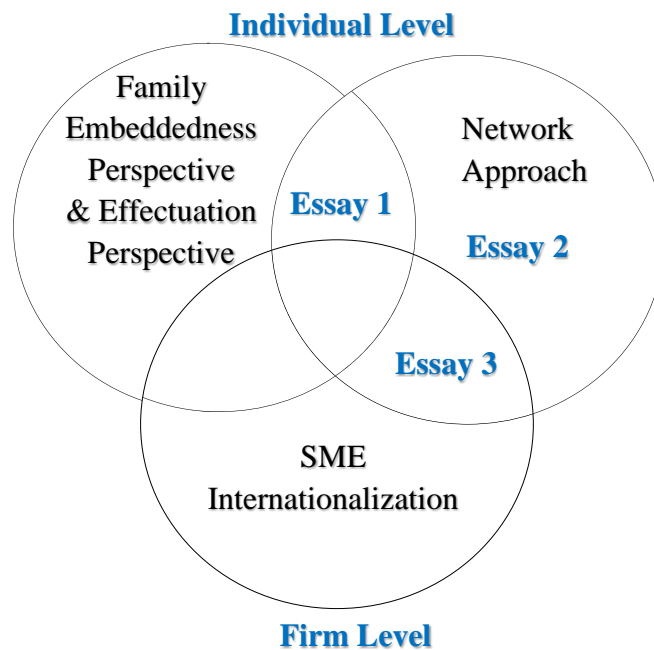 Individual Level
Family
Embeddedness
Perspective
& Effectuation
Perspective
Network
Approach
Essay 1
Essay 2
Essay 3
SME
Internationalization
Firm Level